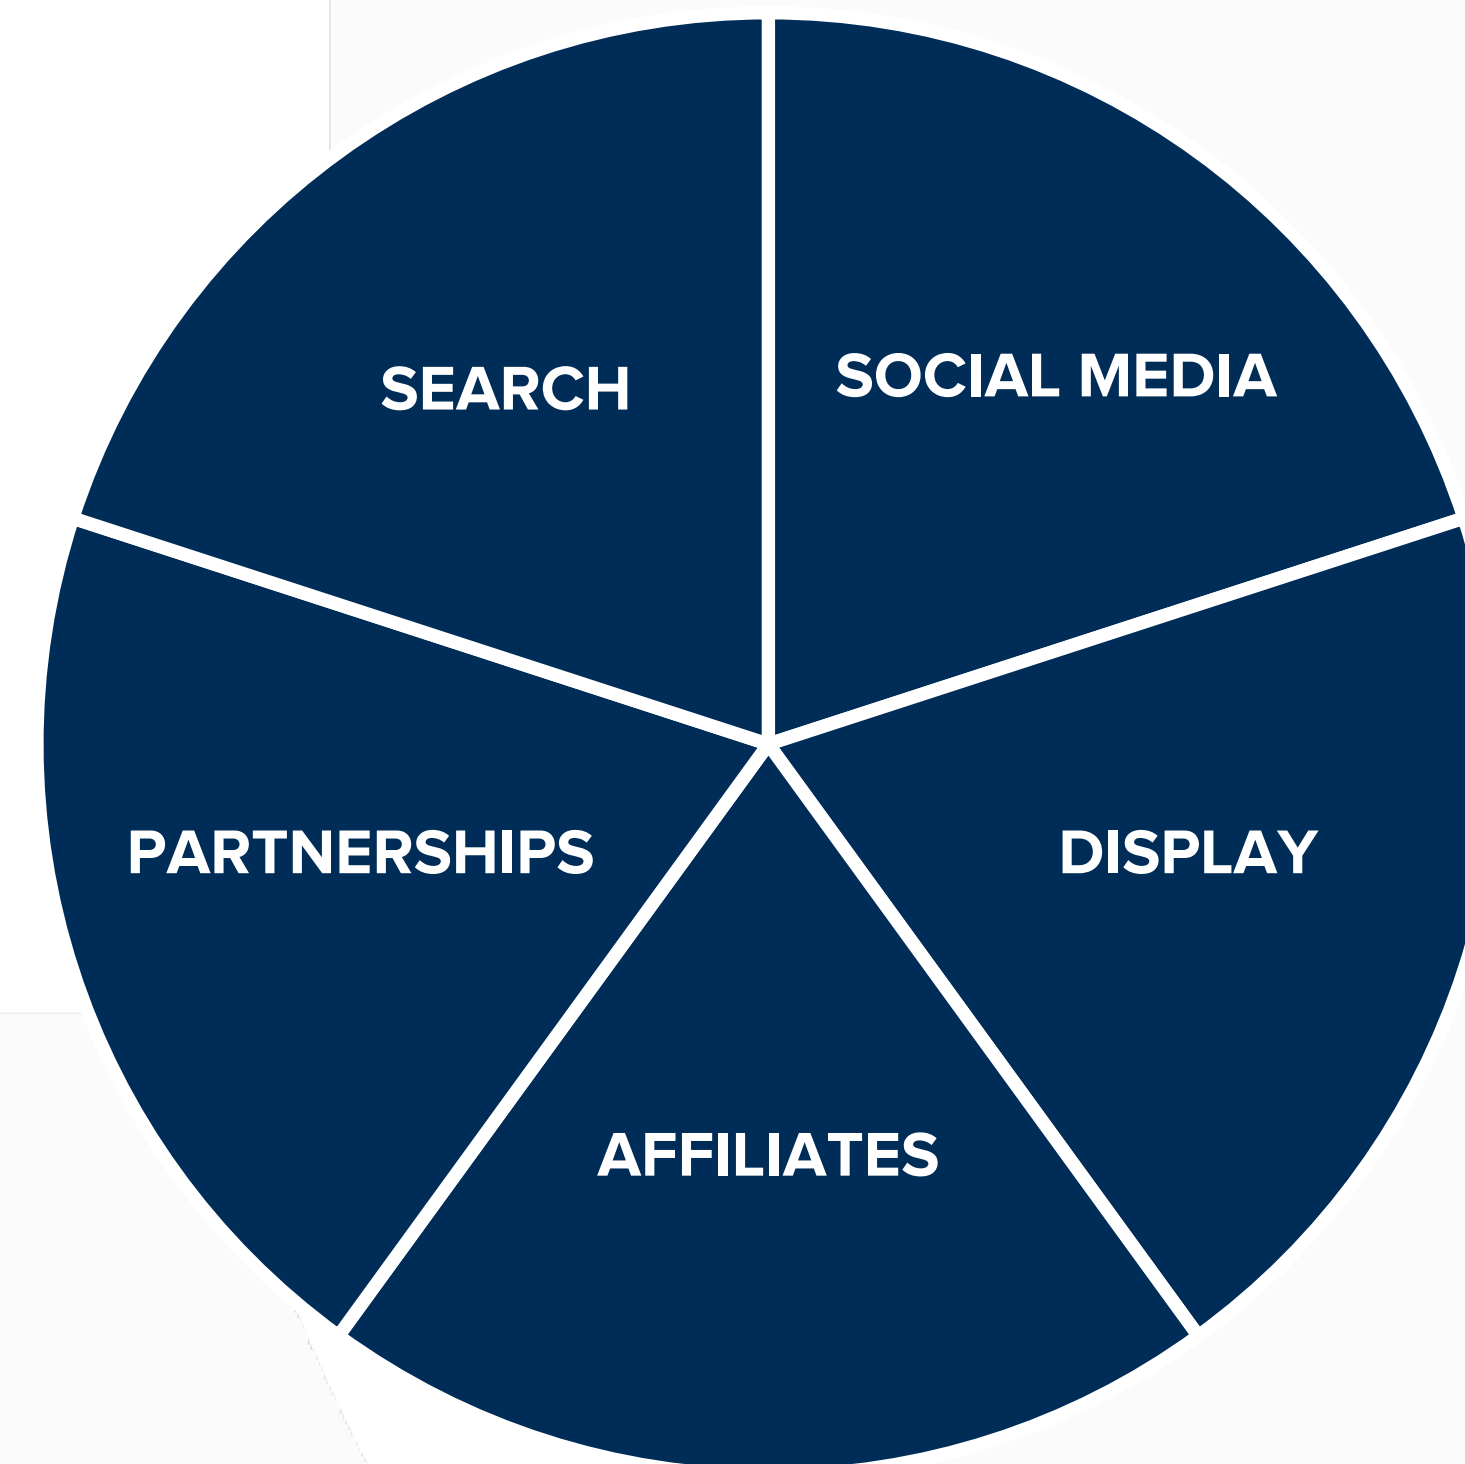 SEARCH
SOCIAL MEDIA
PARTNERSHIPS
DISPLAY
AFFILIATES